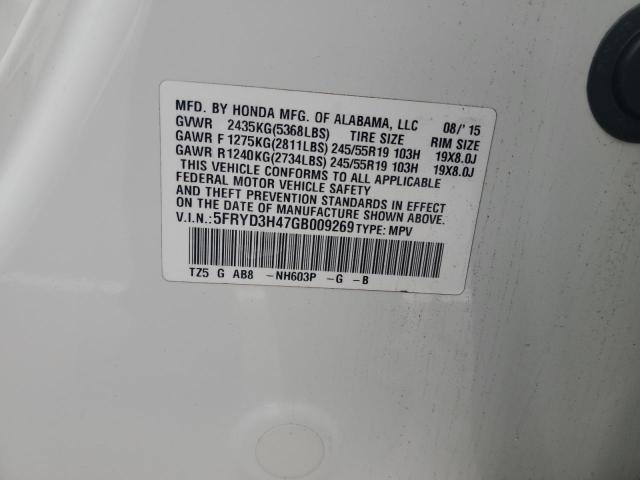 MFD. BY HONDA MFG. OF ALABAMA, LLC 08/'15
GVWR 2435KG(5368LBS) TIRE SIZE RIM SIZE
GAWR F 1275KG(2811LBS) 245/55R19 103H 19X8.0J
GAWR R1240KG(2734LBS) 245/55R19 103H 19X8.0J
THIS VEHICLE CONFORMS TO ALL APPLICABLE
FEDERAL MOTOR VEHICLE SAFETY
AND THEFT PREVENTION STANDARDS IN EFFECT
ON THE DATE OF MANUFACTURE SHOWN ABOVE.
V.I.N.: 5FRYD3H47GB009269 TYPE: MPV
TZ5 G AB8 -NH603P -G -B